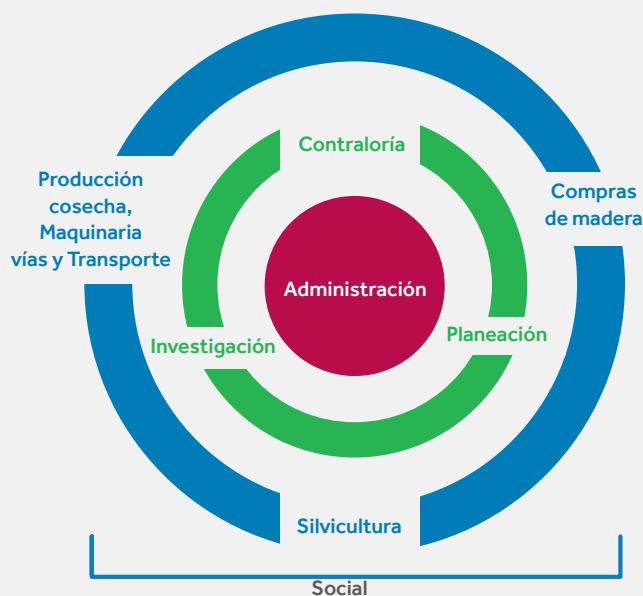 Contraloría
Producción
cosecha,
Maquinaria
vías y Transporte
Compras
de madera
Administración
Investigación
Planeación
Silvicultura
Social